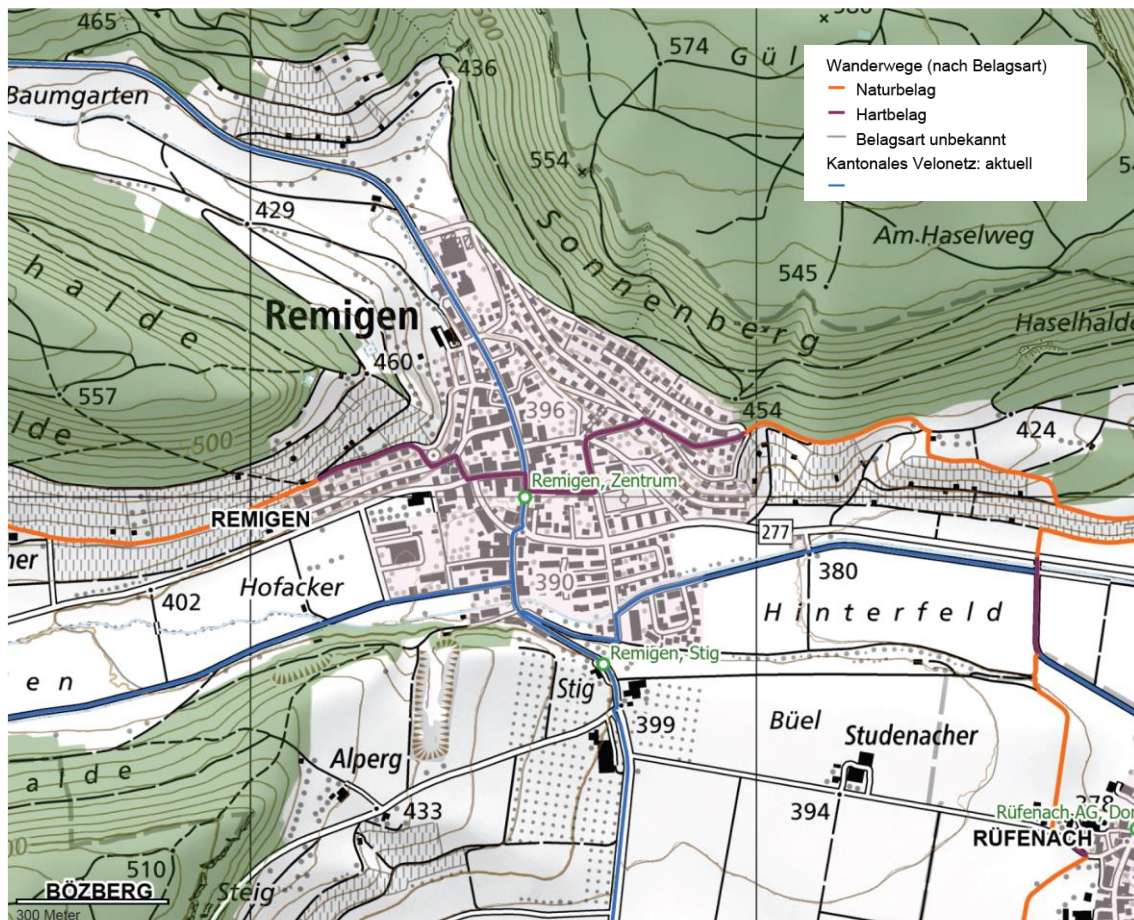 465
436
574
Gül
Wanderwege (nach Belagsart)
Naturbelag
Hartbelag
Belagsart unbekannt
Kantonales Velonetz: aktuell
Baumgarten
554
429
Sonnenberg
Am Haselweg
545
halde
Remigen
Haselhalde
460
557
396
454
lde
500
424
Remigen, Zentrum
REMIGEN
277
ner
390
380
402
Hofacker
Hinterfeld
en
Remigen, Stig
Stig
399
Büel
Studenacher
Alperg
alde
433
394
378
Rüfenach AG, Dor
RÜFENACH
510
BÖZBERG
Steig
300 Meter